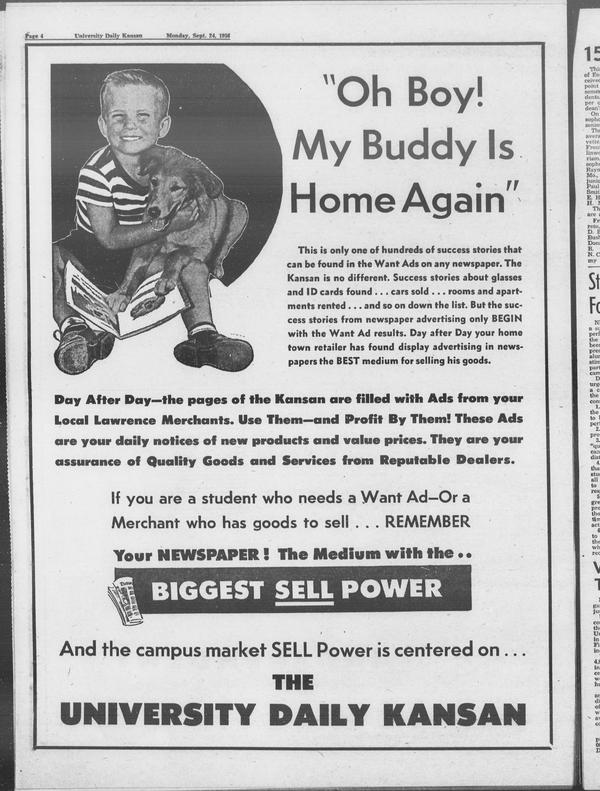 Page 4 University Daily Kansan Monday, Sept. 24, 1956
"Oh Boy!
My Buddy Is
Home Again"
This is only one of hundreds of success stories that
can be found in the Want Ads on any newspaper. The
Kansan is no different. Success stories about glasses
and ID cards found . . . cars sold . . . rooms and apart-
ments rented . . . and so on down the list. But the suc-
cess stories from newspaper advertising only BEGIN
with the Want Ad results. Day after Day your home
town retailer has found display advertising in news-
papers the BEST medium for selling his goods.
Day After Day—the pages of the Kansan are filled with Ads from your
Local Lawrence Merchants. Use Them—and Profit By Them! These Ads
are your daily notices of new products and value prices. They are your
assurance of Quality Goods and Services from Reputable Dealers.
If you are a student who needs a Want Ad—Or a
Merchant who has goods to sell . . . REMEMBER
Your NEWSPAPER! The Medium with the . .
BIGGEST SELL POWER
And the campus market SELL Power is centered on . . .
THE
UNIVERSITY DAILY KANSAN